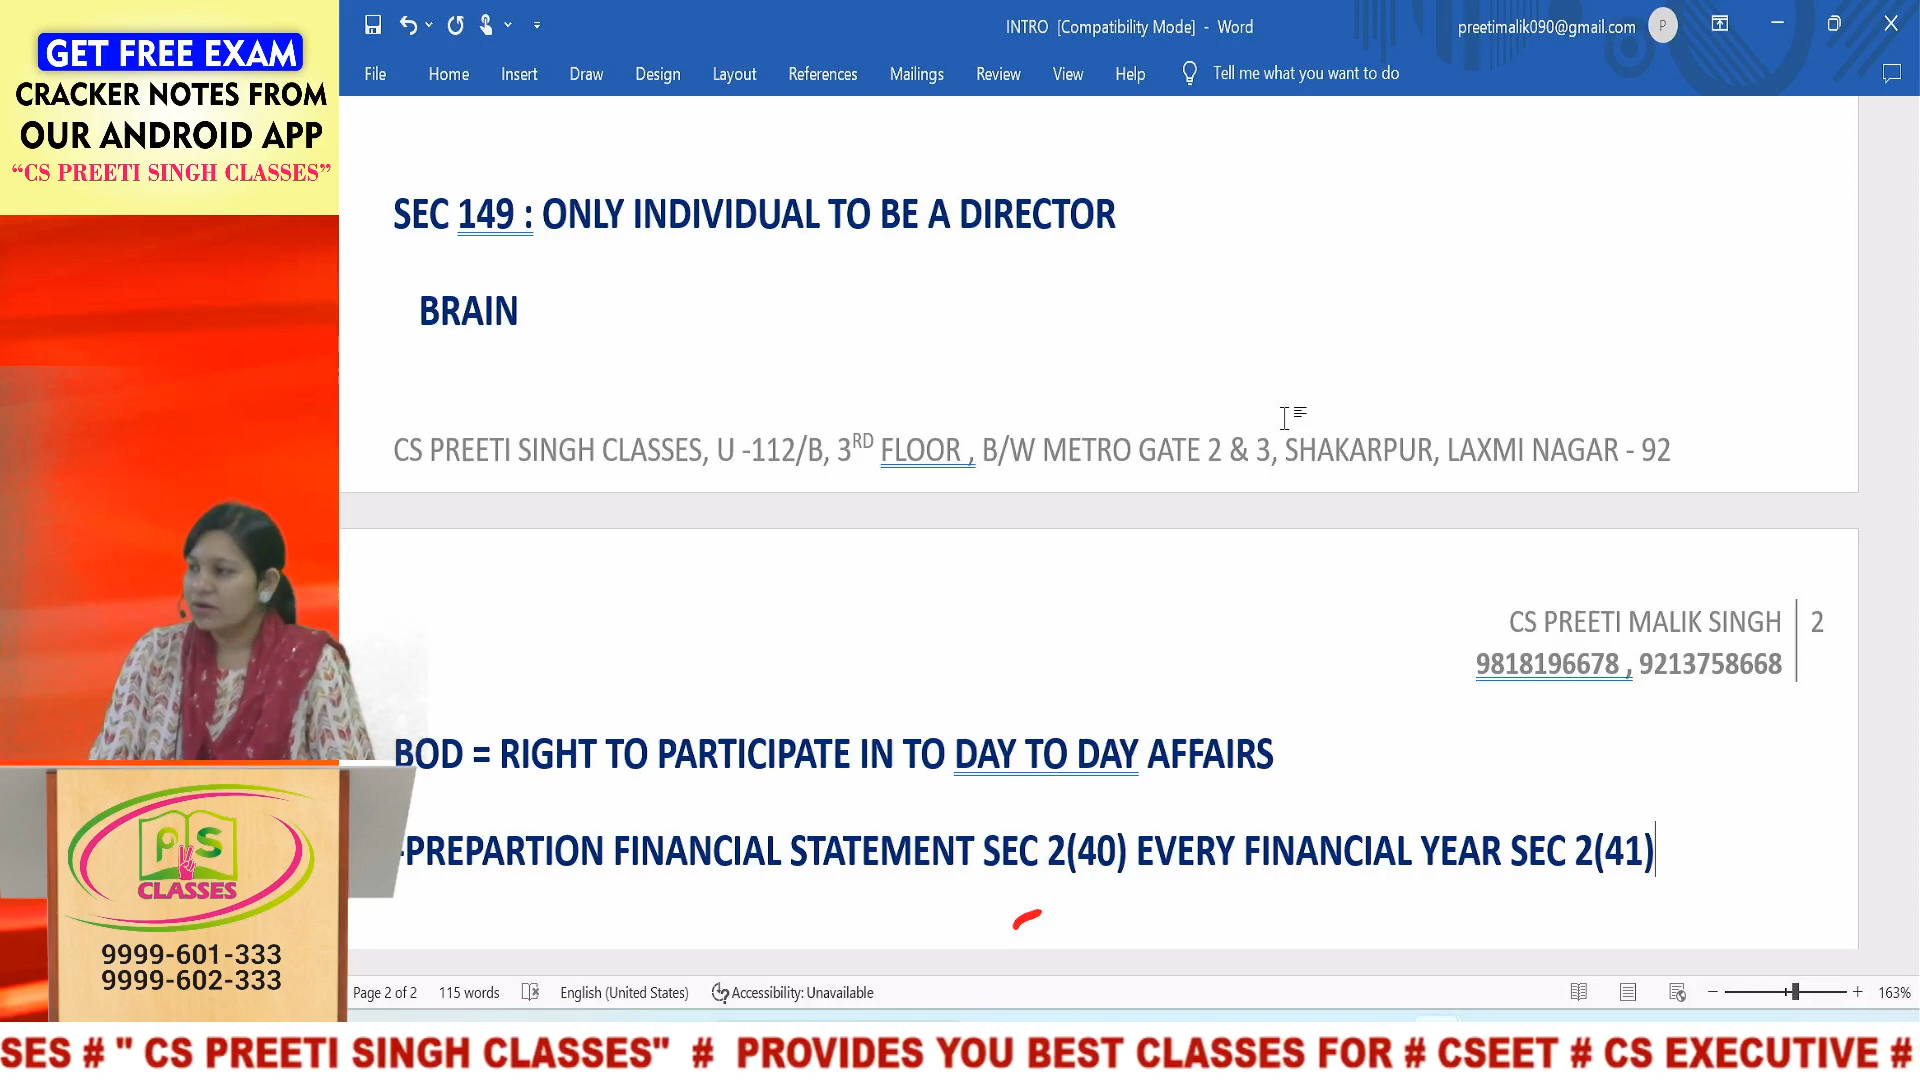 GET FREE EXAM
CRACKER NOTES FROM
OUR ANDROID APP
“CS PREETI SINGH CLASSES”
INTRO [Compatibility Mode] - Word
preetimalik090@gmail.com
P
File Home Insert Draw Design Layout References Mailings Review View Help Tell me what you want to do
SEC 149 : ONLY INDIVIDUAL TO BE A DIRECTOR
BRAIN
CS PREETI SINGH CLASSES, U -112/B, 3RD FLOOR , B/W METRO GATE 2 & 3, SHAKARPUR, LAXMI NAGAR - 92
CS PREETI MALIK SINGH 2
9818196678 , 9213758668
BOD = RIGHT TO PARTICIPATE IN TO DAY TO DAY AFFAIRS
-PREPARTION FINANCIAL STATEMENT SEC 2(40) EVERY FINANCIAL YEAR SEC 2(41)
PS
CLASSES
9999-601-333
9999-602-333
Page 2 of 2 115 words English (United States) Accessibility: Unavailable 163%
SES # " CS PREETI SINGH CLASSES" # PROVIDES YOU BEST CLASSES FOR # CSEET # CS EXECUTIVE #